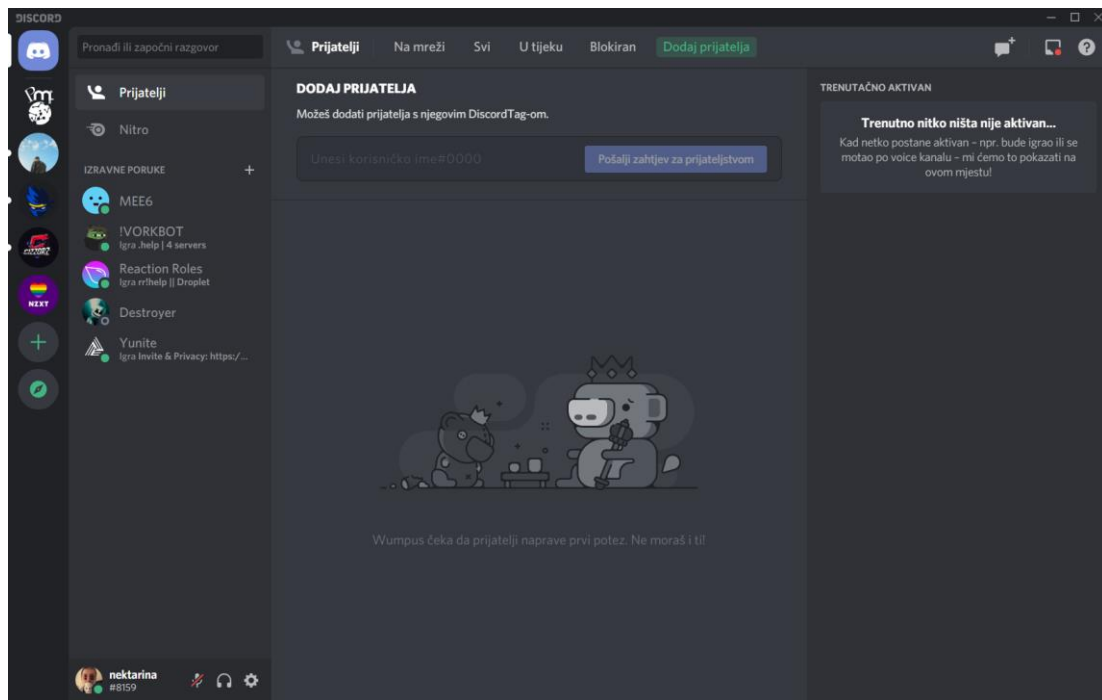 DISCORD
Pronađi ili započni razgovor
Prijatelji
Na mreži
Svi
U tijeku
Blokiran
Dodaj prijatelja
Prijatelji
Nitro
IZRAVNE PORUKE
MEE6
!VORKBOT
Igra .help | 4 servers
Reaction Roles
Igra rr!help || Droplet
Destroyer
Yunite
Igra Invite & Privacy: https:/...
NZXT
nektarina
#8159
DODAJ PRIJATELJA
Možeš dodati prijatelja s njegovim DiscordTag-om.
Unesi korisničko ime#0000
Pošalji zahtjev za prijateljstvom
Wumpus čeka da prijatelji naprave prvi potez. Ne moraš i ti!
TRENUTAČNO AKTIVAN
Trenutno nitko ništa nije aktivan...
Kad netko postane aktivan – npr. bude igrao ili se
motao po voice kanalu – mi ćemo to pokazati na
ovom mjestu!